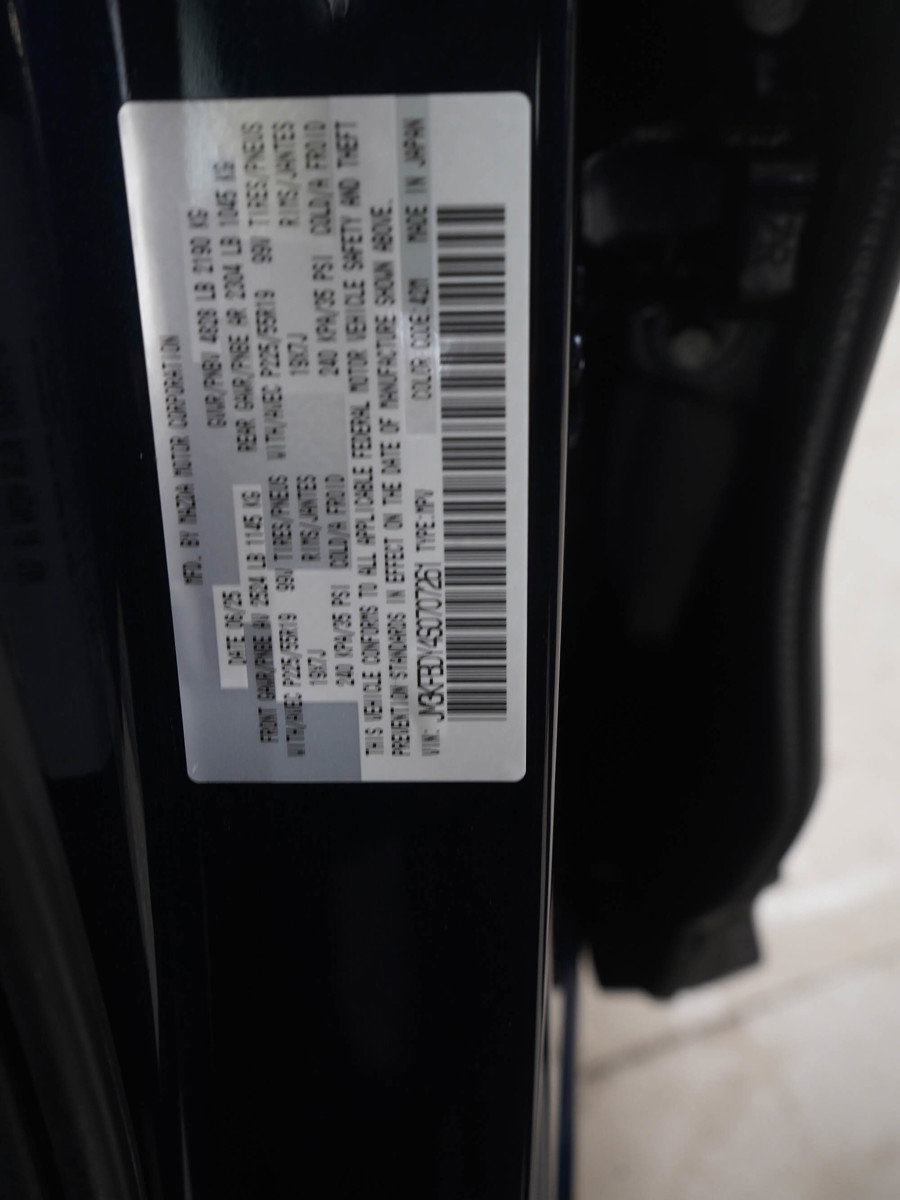 MFD. BY MAZDA MOTOR CORPORATION
DATE 06/25 GVWR/PNBV 4828 LB 2190 KG
FRONT GAWR/PNBE AV 2524 LB 1145 KG REAR GAWR/PNBE AR 2304 LB 1045 KG
WITH/AVEC P225/55R19 99V TIRES/PNEUS WITH/AVEC P225/55R19 99V TIRES/PNEUS
19X7J RIMS/JANTES 19X7J RIMS/JANTES
240 KPA/35 PSI COLD/A FROID 240 KPA/35 PSI COLD/A FROID
THIS VEHICLE CONFORMS TO ALL APPLICABLE FEDERAL MOTOR VEHICLE SAFETY AND THEFT
PREVENTION STANDARDS IN EFFECT ON THE DATE OF MANUFACTURE SHOWN ABOVE.
VIN: JM3KFBDY4S0707261 TYPE:MPV COLOR CODE:42M MADE IN JAPAN